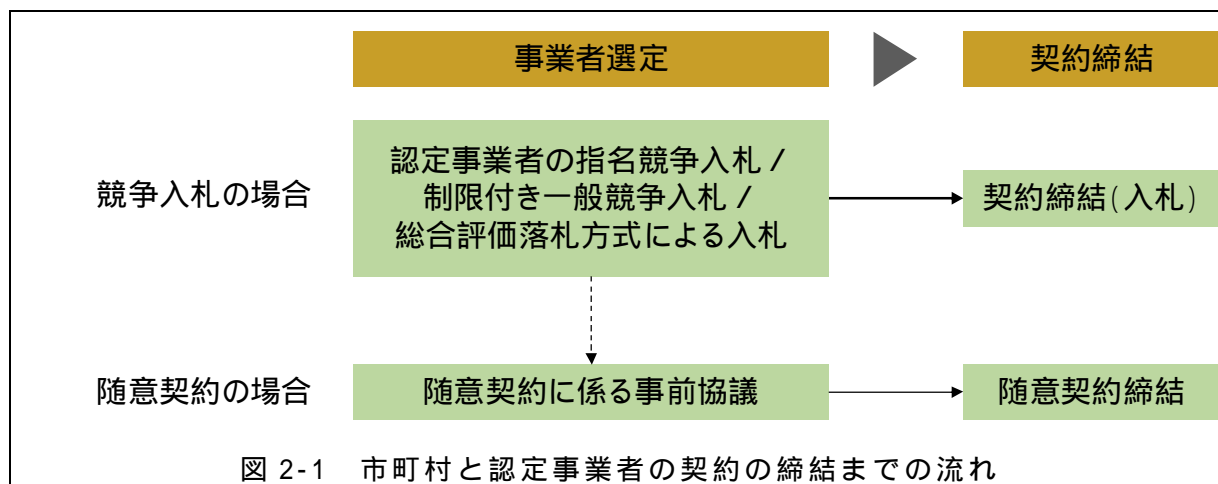 事業者選定
契約締結
競争入札の場合
認定事業者の指名競争入札/
制限付き一般競争入札/
総合評価落札方式による入札
契約締結(入札)
随意契約の場合
随意契約に係る事前協議
随意契約締結
図 2-1 市町村と認定事業者の契約の締結までの流れ